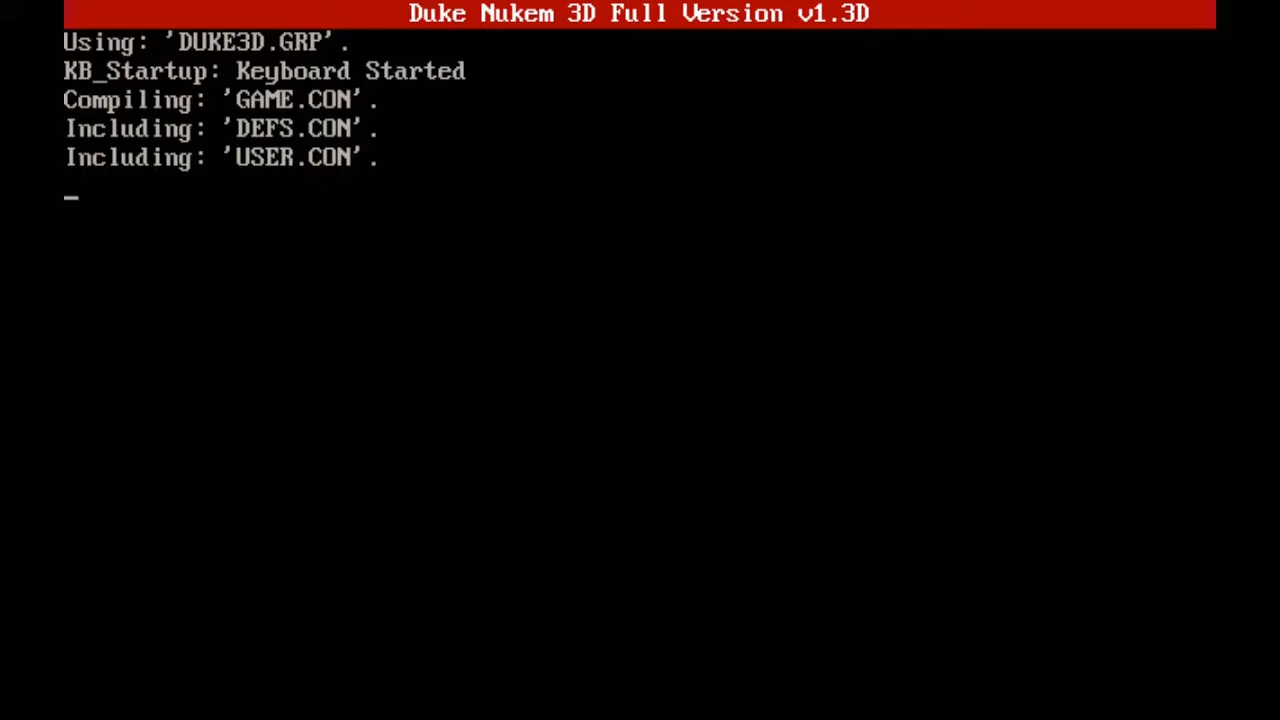 Duke Nukem 3D Full Version v1.3D
Using: 'DUKE3D.GRP'.
KB_Startup: Keyboard Started
Compiling: 'GAME.CON'.
Including: 'DEFS.CON'.
Including: 'USER.CON'.